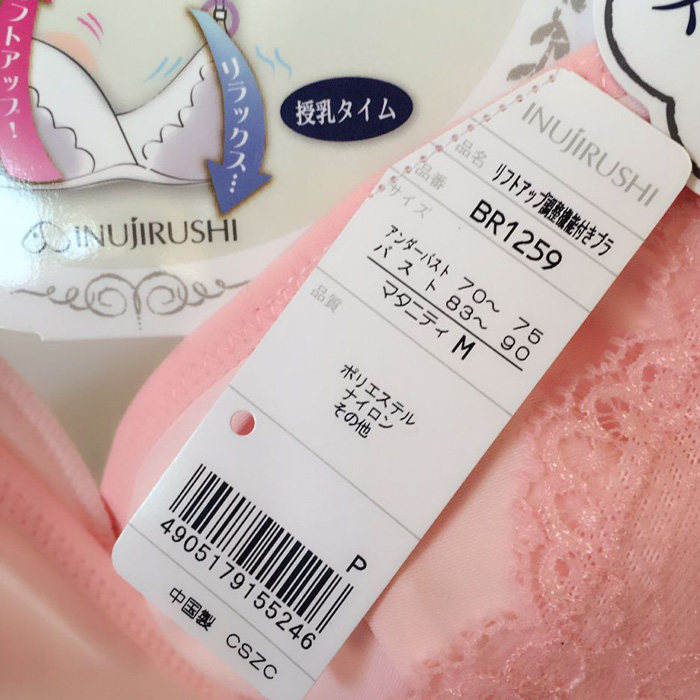 フトアップ!
リラックス…
授乳タイム
INUjiRUSHI
INUjiRUSHI
品名 リフトアップ調整機能付きブラ
品番 BR1259
サイズ
アンダーバスト 70〜 75
バスト 83〜 90
マタニティ M
品質
ポリエステル
ナイロン
その他
P
4905179155246
中国製 CSZC